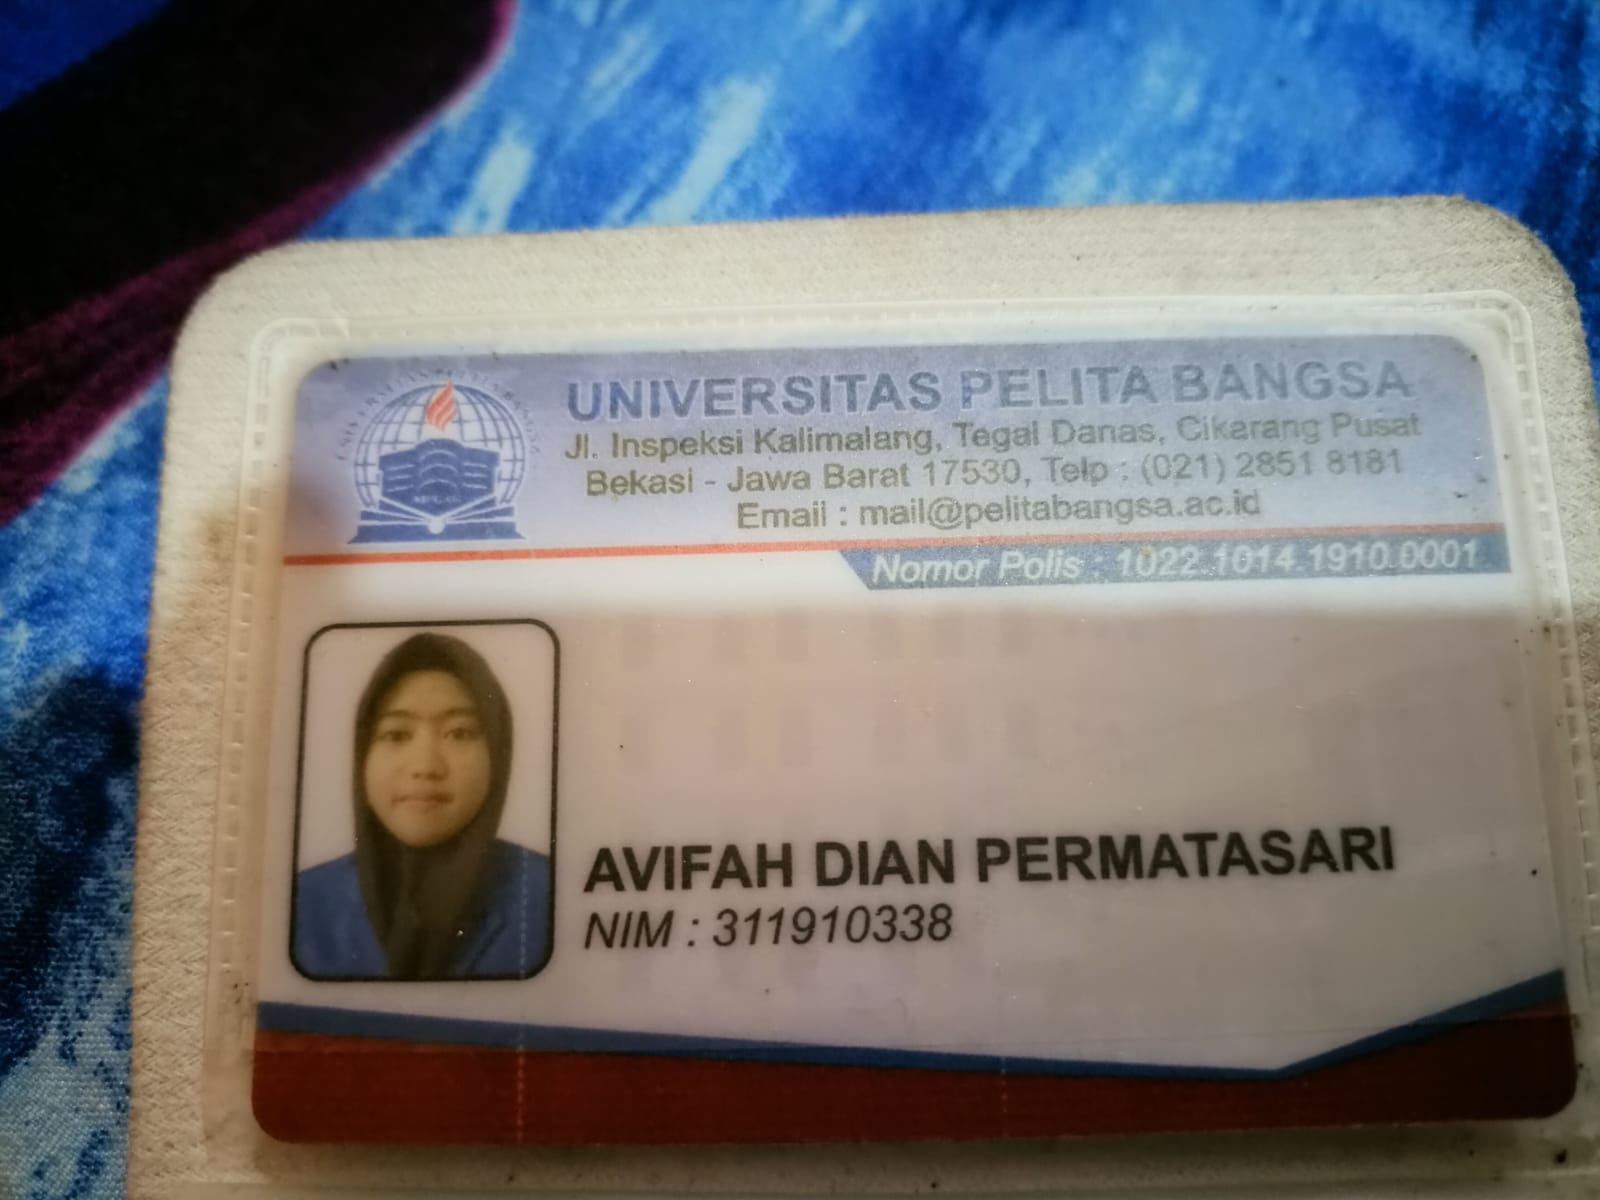 UNIVERSITAS PELITA BANGSA
Jl. Inspeksi Kalimalang, Tegal Danas, Cikarang Pusat
Bekasi - Jawa Barat 17530, Telp : (021) 2851 8181
Email : mail@pelitabangsa.ac.id
Nomor Polis : 1022.1014.1910.0001
AVIFAH DIAN PERMATASARI
NIM : 311910338